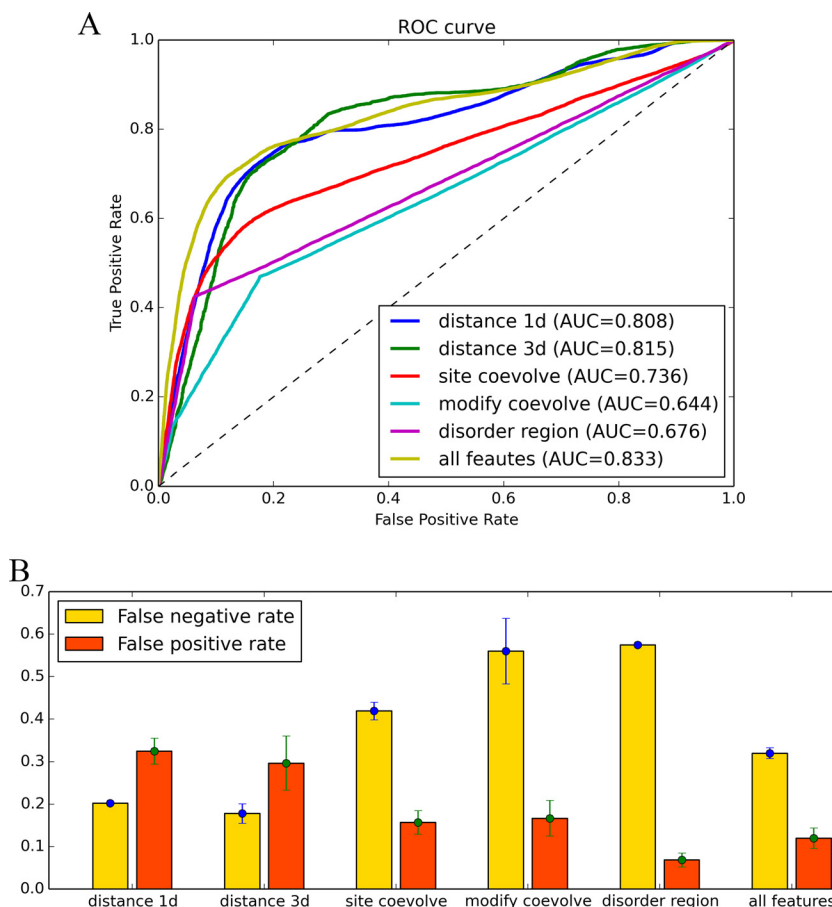 A
ROC curve
1.0
0.8
0.6
0.4
0.2
0.0
True Positive Rate
distance 1d (AUC=0.808)
distance 3d (AUC=0.815)
site coevolve (AUC=0.736)
modify coevolve (AUC=0.644)
disorder region (AUC=0.676)
all feautes (AUC=0.833)
0.0 0.2 0.4 0.6 0.8 1.0
False Positive Rate
B
0.7
0.6
0.5
0.4
0.3
0.2
0.1
0.0
False negative rate
False positive rate
distance 1d distance 3d site coevolve modify coevolve disorder region all features